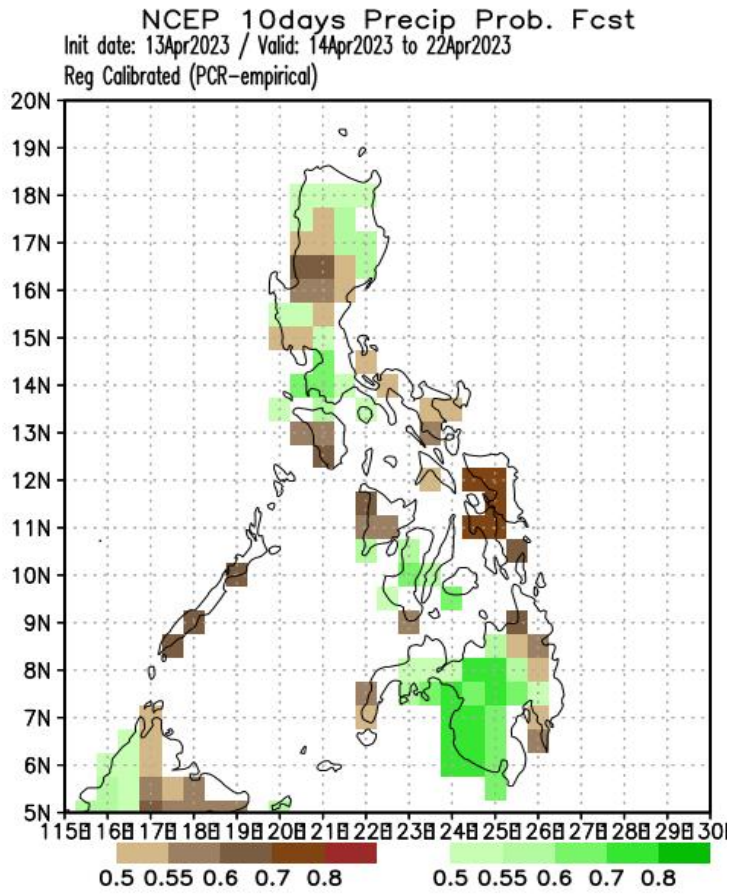 NCEP 10days Precip Prob. Fcst
Init date: 13Apr2023 / Valid: 14Apr2023 to 22Apr2023
Reg Calibrated (PCR-empirical)
20N
19N
18N
17N
16N
15N
14N
13N
12N
11N
10N
9N
8N
7N
6N
5N
115E 116E 117E 118E 119E 120E 121E 122E 123E 124E 125E 126E 127E 128E 129E 130E
0.5 0.55 0.6 0.7 0.8 0.5 0.55 0.6 0.7 0.8